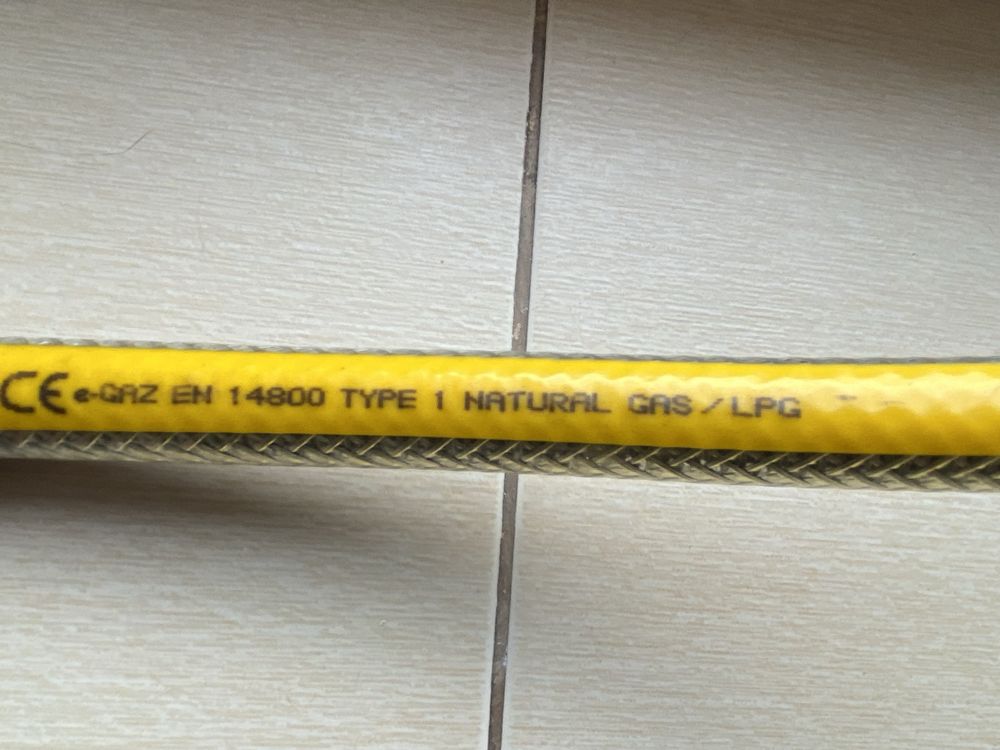 CE e-GAZ EN 14800 TYPE 1 NATURAL GAS / LPG